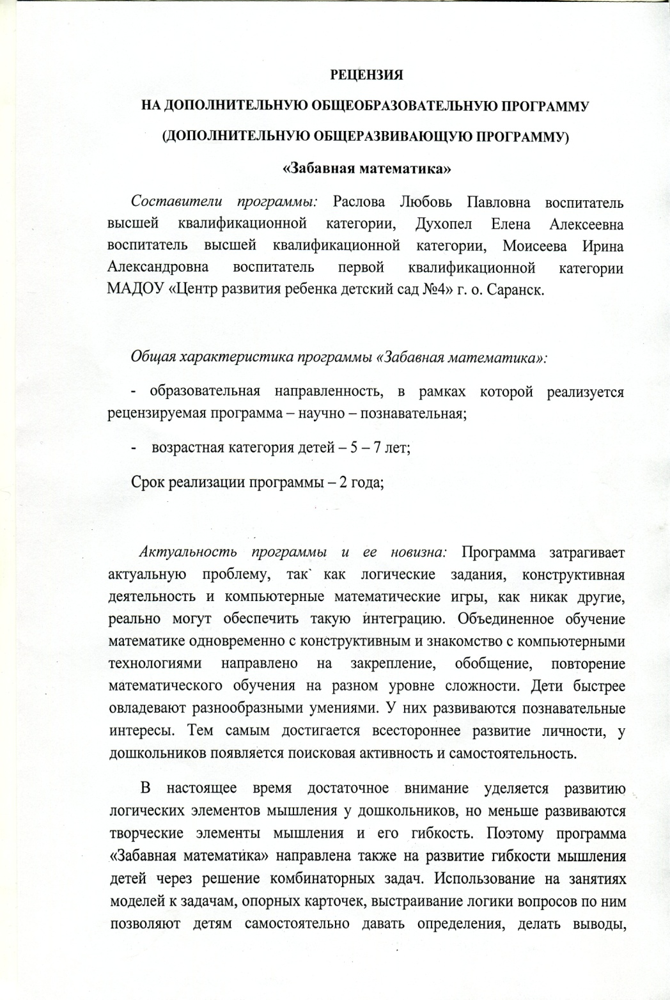 РЕЦЕНЗИЯ
НА ДОПОЛНИТЕЛЬНУЮ ОБЩЕОБРАЗОВАТЕЛЬНУЮ ПРОГРАММУ
(ДОПОЛНИТЕЛЬНУЮ ОБЩЕРАЗВИВАЮЩУЮ ПРОГРАММУ)
«Забавная математика»
Составители программы: Раслова Любовь Павловна воспитатель
высшей квалификационной категории, Духопел Елена Алексеевна
воспитатель высшей квалификационной категории, Моисеева Ирина
Александровна воспитатель первой квалификационной категории
МАДОУ «Центр развития ребенка детский сад №4» г. о. Саранск.
Общая характеристика программы «Забавная математика»:
- образовательная направленность, в рамках которой реализуется
рецензируемая программа – научно – познавательная;
- возрастная категория детей – 5 – 7 лет;
Срок реализации программы – 2 года;
Актуальность программы и ее новизна: Программа затрагивает
актуальную проблему, так как логические задания, конструктивная
деятельность и компьютерные математические игры, как никак другие,
реально могут обеспечить такую интеграцию. Объединенное обучение
математике одновременно с конструктивным и знакомство с компьютерными
технологиями направлено на закрепление, обобщение, повторение
математического обучения на разном уровне сложности. Дети быстрее
овладевают разнообразными умениями. У них развиваются познавательные
интересы. Тем самым достигается всестороннее развитие личности, у
дошкольников появляется поисковая активность и самостоятельность.
В настоящее время достаточное внимание уделяется развитию
логических элементов мышления у дошкольников, но меньше развиваются
творческие элементы мышления и его гибкость. Поэтому программа
«Забавная математика» направлена также на развитие гибкости мышления
детей через решение комбинаторных задач. Использование на занятиях
моделей к задачам, опорных карточек, выстраивание логики вопросов по ним
позволяют детям самостоятельно давать определения, делать выводы,